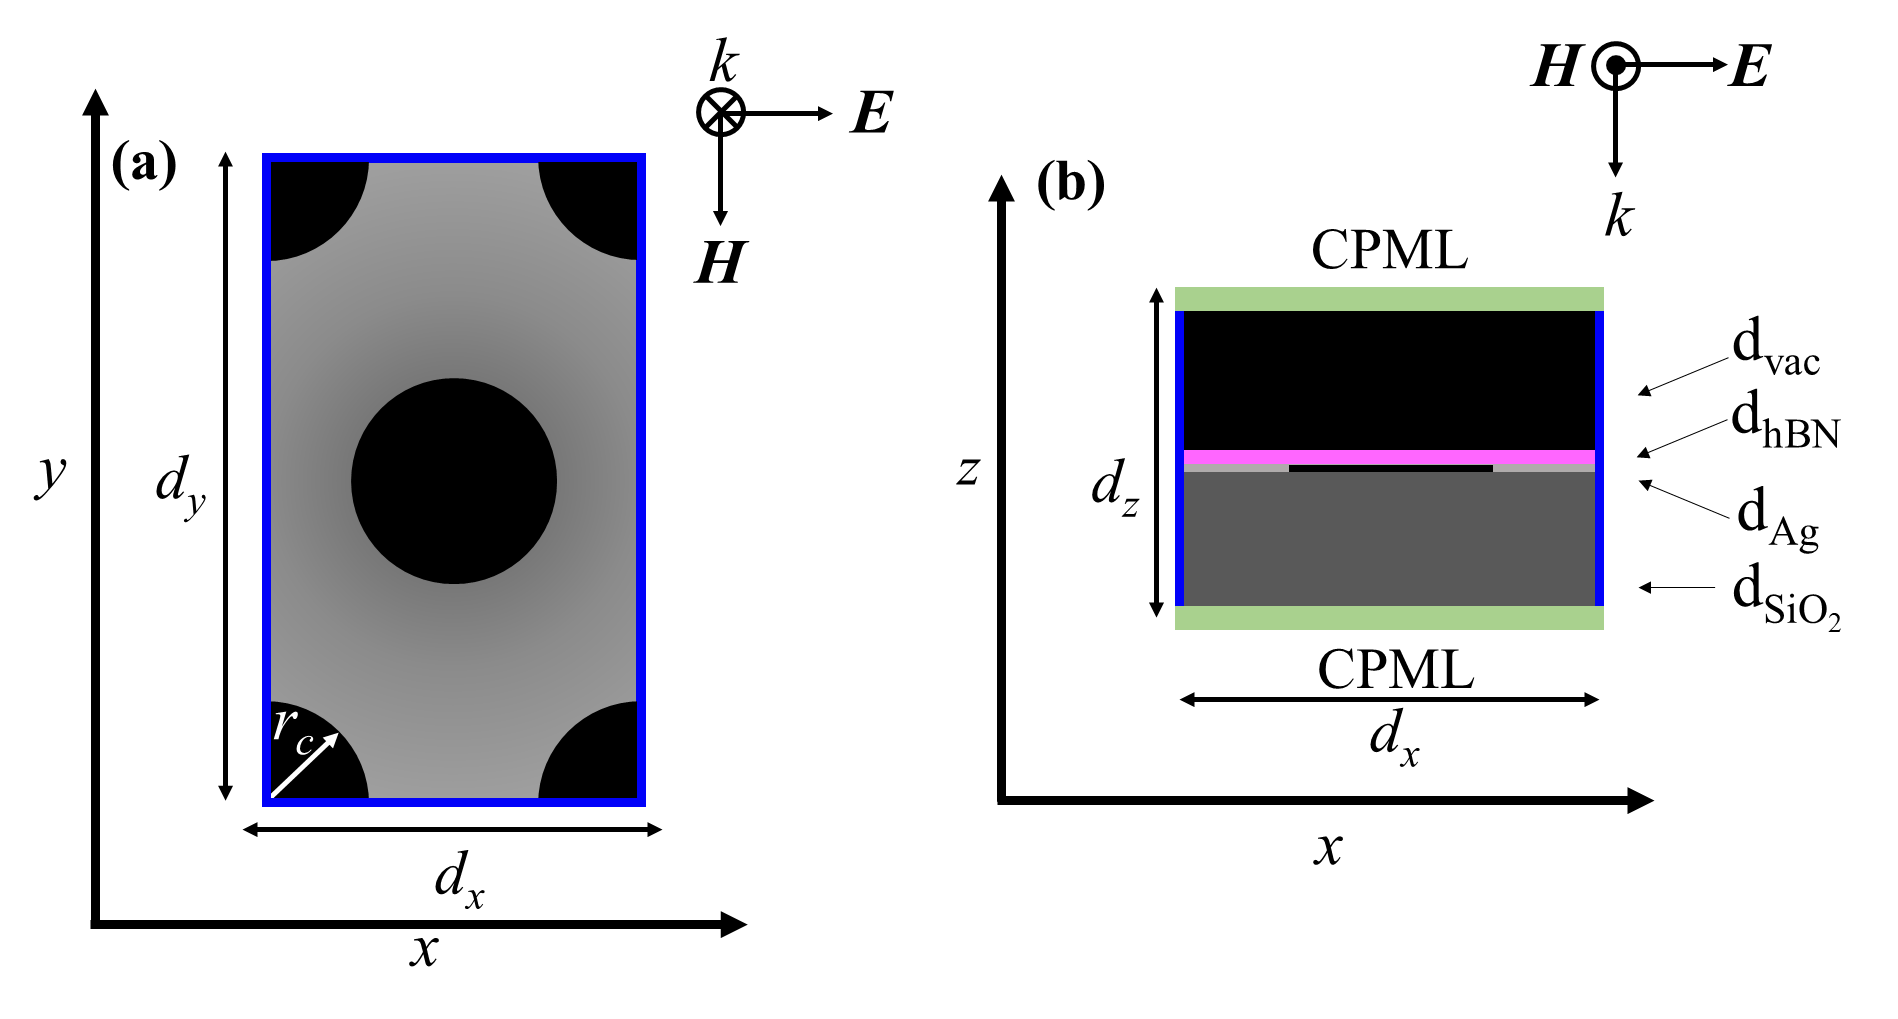 (a)
k
E
H
y
d_y
r_c
d_x
x
(b)
H
E
k
CPML
z
d_z
d_vac
d_hBN
d_Ag
d_SiO₂
CPML
d_x
x